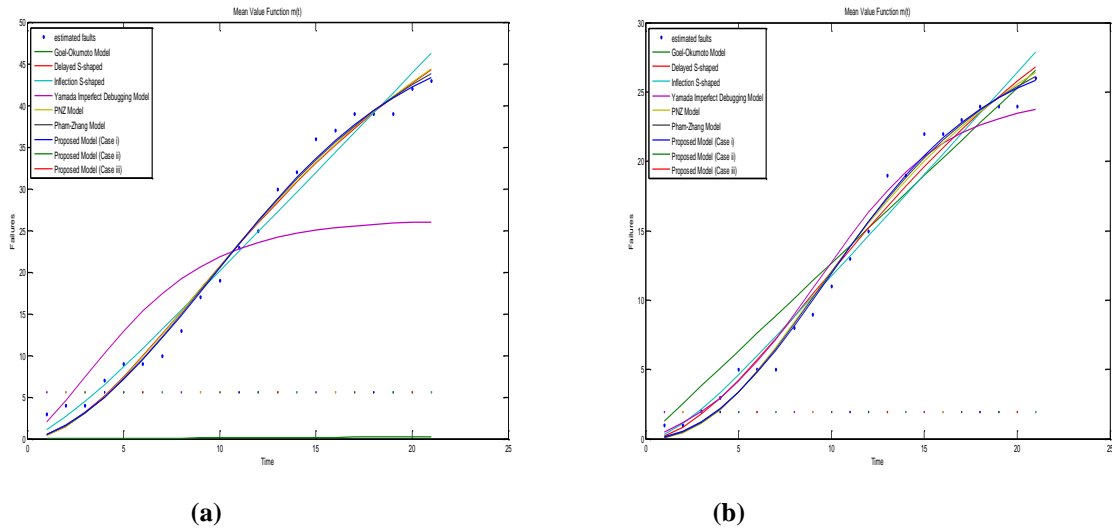 Mean Value Function m(t)
50
45
40
35
30
25
20
15
10
5
0
Failures
estimated faults
Goel-Okumoto Model
Delayed S-shaped
Inflection S-shaped
Yamada Imperfect Debugging Model
PNZ Model
Pham-Zhang Model
Proposed Model (Case i)
Proposed Model (Case ii)
Proposed Model (Case iii)
0 5 10 15 20 25
Time
(a)
Mean Value Function m(t)
30
25
20
15
10
5
0
Failures
estimated faults
Goel-Okumoto Model
Delayed S-shaped
Inflection S-shaped
Yamada Imperfect Debugging Model
PNZ Model
Pham-Zhang Model
Proposed Model (Case i)
Proposed Model (Case ii)
Proposed Model (Case iii)
0 5 10 15 20 25
Time
(b)